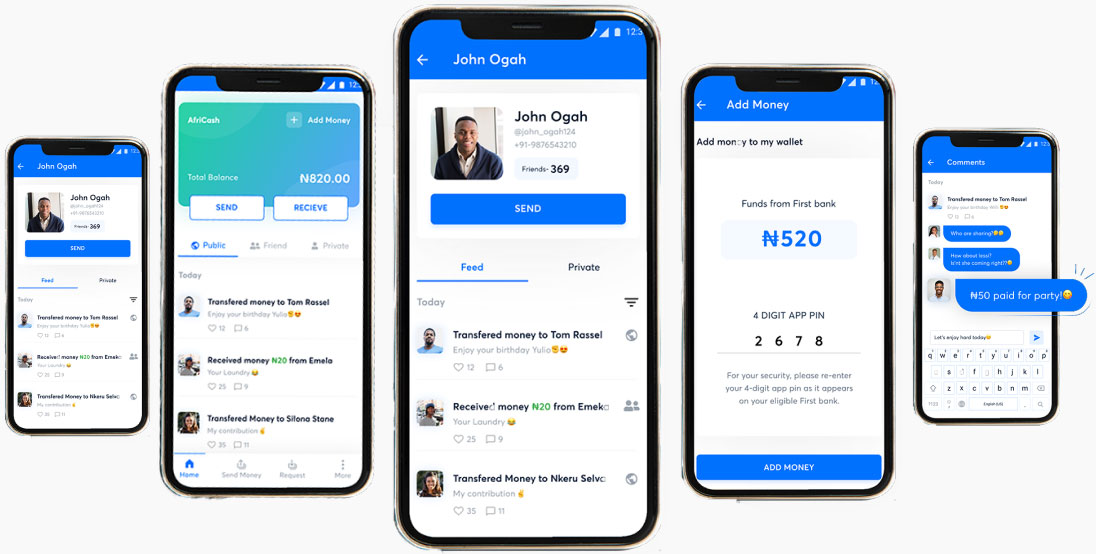 12:3
John Ogah
John Ogah
@john_ogah124
+91-9876543210
Friends- 369
SEND
Feed
Private
Today
Transfered money to Tom Rassel
Enjoy your birthday Yulio✊😍
12 6
Received money ₦20 from Emeka
Your Laundry😂
25 9
Transfered Money to Nkeru Selva
My contribution✌
35 11
12:3
AfriCash
+ Add Money
Total Balance
₦820.00
SEND
RECIEVE
Public
Friend
Private
Today
Transfered money to Tom Rassel
Enjoy your birthday Yulio✊😍
12 6
Received money ₦20 from Emela
Your Laundry 😂
25 9
Transfered Money to Silona Stane
My contribution✌
35 11
Home
Send Money
Request
More
12:3
John Ogah
John Ogah
@john_ogah124
+91-9876543210
Friends- 369
SEND
Feed
Private
Today
Transfered money to Tom Rassel
Enjoy your birthday Yulio✊😍
12 6
Received money ₦20 from Emeka
Your Laundry 😂
25 9
Transfered Money to Nkeru Selva
My contribution ✌
35 11
12:3
Add Money
Add money to my wallet
Funds from First bank
₦520
4 DIGIT APP PIN
2 6 7 8
For your security, please re-enter
your 4-digit app pin as it appears
on your eligible First bank.
ADD MONEY
12:3
Comments
Today
Transfered money to Tom Rassel
Enjoy your birthday
12 6
Who are sharing?
How about lassi?
Isint she coming right??
₦50 paid for party!😋
Let's enjoy hard today
q w e r t y u i o p
s d f g h j k
z x c v b n m
?123
English (US)